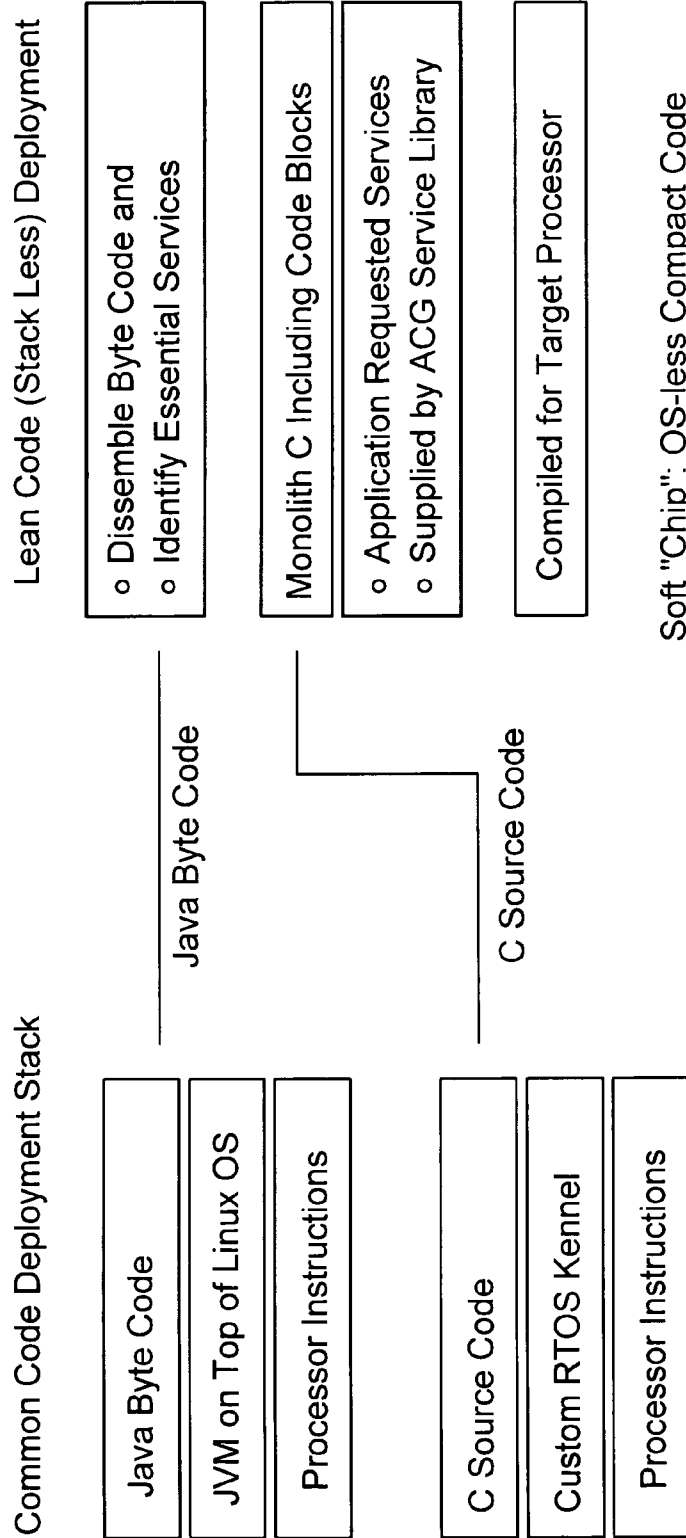 Common Code Deployment Stack
Java Byte Code
JVM on Top of Linux OS
Processor Instructions
C Source Code
Custom RTOS Kennel
Processor Instructions
Java Byte Code
C Source Code
Lean Code (Stack Less) Deployment
o Dissemble Byte Code and
o Identify Essential Services
Monolith C Including Code Blocks
o Application Requested Services
o Supplied by ACG Service Library
Compiled for Target Processor
Soft "Chip": OS-less Compact Code